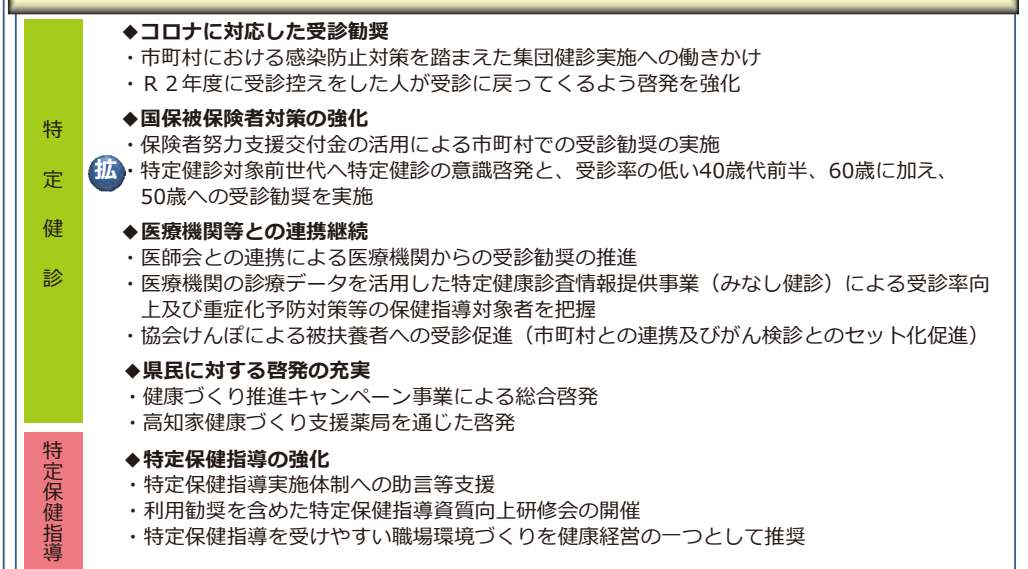 特定健診
◆コロナに対応した受診勧奨
・市町村における感染防止対策を踏まえた集団健診実施への働きかけ
・Ｒ２年度に受診控えをした人が受診に戻ってくるよう啓発を強化
◆国保被保険者対策の強化
・保険者努力支援交付金の活用による市町村での受診勧奨の実施
拡
・特定健診対象前世代へ特定健診の意識啓発と、受診率の低い40歳代前半、60歳に加え、
50歳への受診勧奨を実施
◆医療機関等との連携継続
・医師会との連携による医療機関からの受診勧奨の推進
・医療機関の診療データを活用した特定健康診査情報提供事業（みなし健診）による受診率向
上及び重症化予防対策等の保健指導対象者を把握
・協会けんぽによる被扶養者への受診促進（市町村との連携及びがん検診とのセット化促進）
◆県民に対する啓発の充実
・健康づくり推進キャンペーン事業による総合啓発
・高知家健康づくり支援薬局を通じた啓発
特定保健指導
◆特定保健指導の強化
・特定保健指導実施体制への助言等支援
・利用勧奨を含めた特定保健指導資質向上研修会の開催
・特定保健指導を受けやすい職場環境づくりを健康経営の一つとして推奨